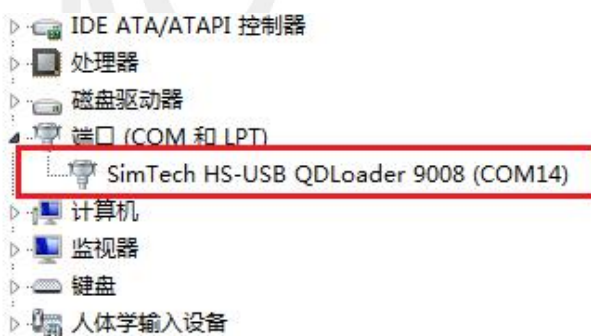 IDE ATA/ATAPI 控制器
处理器
磁盘驱动器
端口 (COM 和 LPT)
SimTech HS-USB QDLoader 9008 (COM14)
计算机
监视器
键盘
人体学输入设备